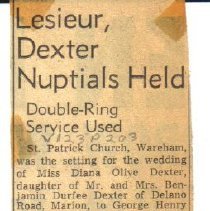 Lesieur,
Dexter
Nuptials Held
Double-Ring
Service Used
V123P203
St. Patrick Church, Wareham,
was the setting for the wedding
of Miss Diana Olive Dexter,
daughter of Mr. and Mrs. Ben-
jamin Durfee Dexter of Delano
Road, Marion, to George Henry